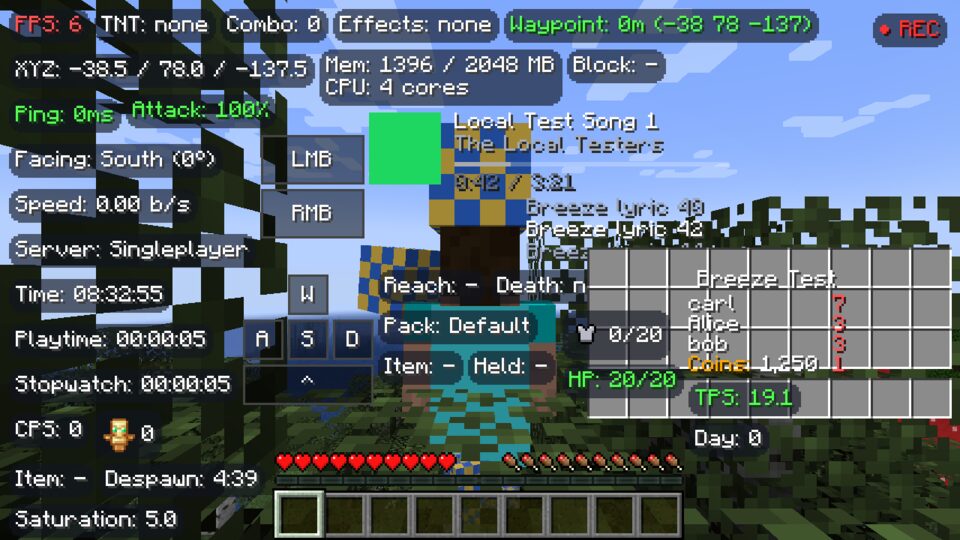 FPS: 6 TNT: none Combo: 0 Effects: none Waypoint: 0m (-38 78 -137) REC
XYZ: -38.5 / 78.0 / -137.5 Mem: 1396 / 2048 MB Block: -
CPU: 4 cores
Ping: 0ms Attack: 100%
Local Test Song 1
The Local Testers
Facing: South (0°) LMB
0:42 / 3:21
Speed: 0.00 b/s RMB
Breeze lyric 42
Server: Singleplayer
Breeze Test
Reach: - Death:
Time: 08:32:55 W
carl 7
Alice 3
Pack: Default
0/20
bob 3
Playtime: 00:00:05 A S D
Coins: 1,250 1
Item: - Held: -
HP: 20/20
Stopwatch: 00:00:05 ^
TPS: 19.1
CPS: 0 0
Day: 0
Item: - Despawn: 4:39
Saturation: 5.0